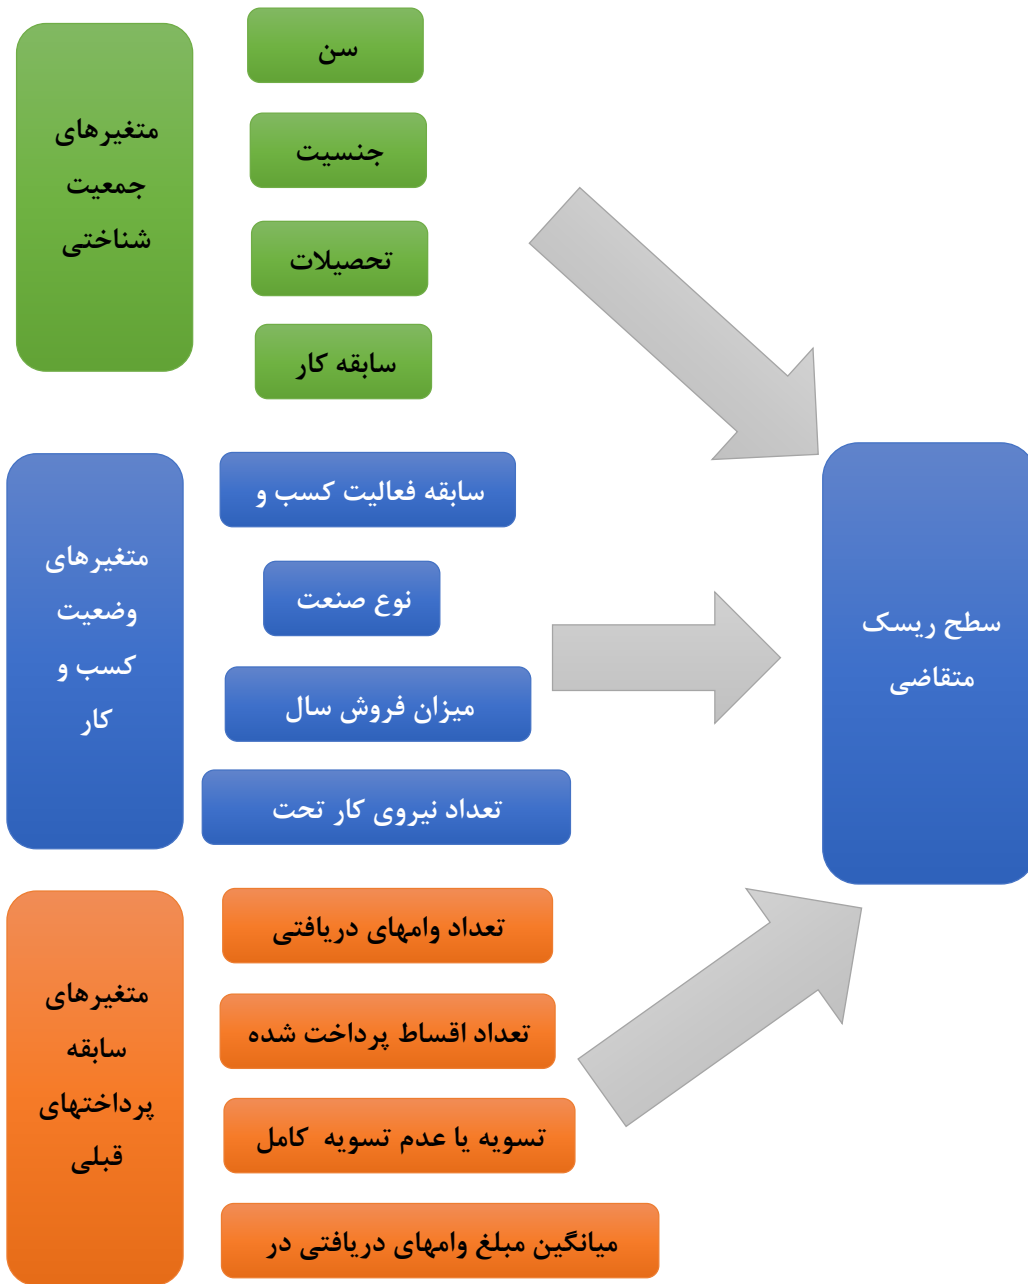 متغیرهای
جمعیت
شناختی
سن
جنسیت
تحصیلات
سابقه کار
متغیرهای
وضعیت
کسب و
کار
سابقه فعالیت کسب و
نوع صنعت
میزان فروش سال
تعداد نیروی کار تحت
متغیرهای
سابقه
پرداختهای
قبلی
تعداد وامهای دریافتی
تعداد اقساط پرداخت شده
تسویه یا عدم تسویه کامل
میانگین مبلغ وامهای دریافتی در
سطح ریسک
متقاضی